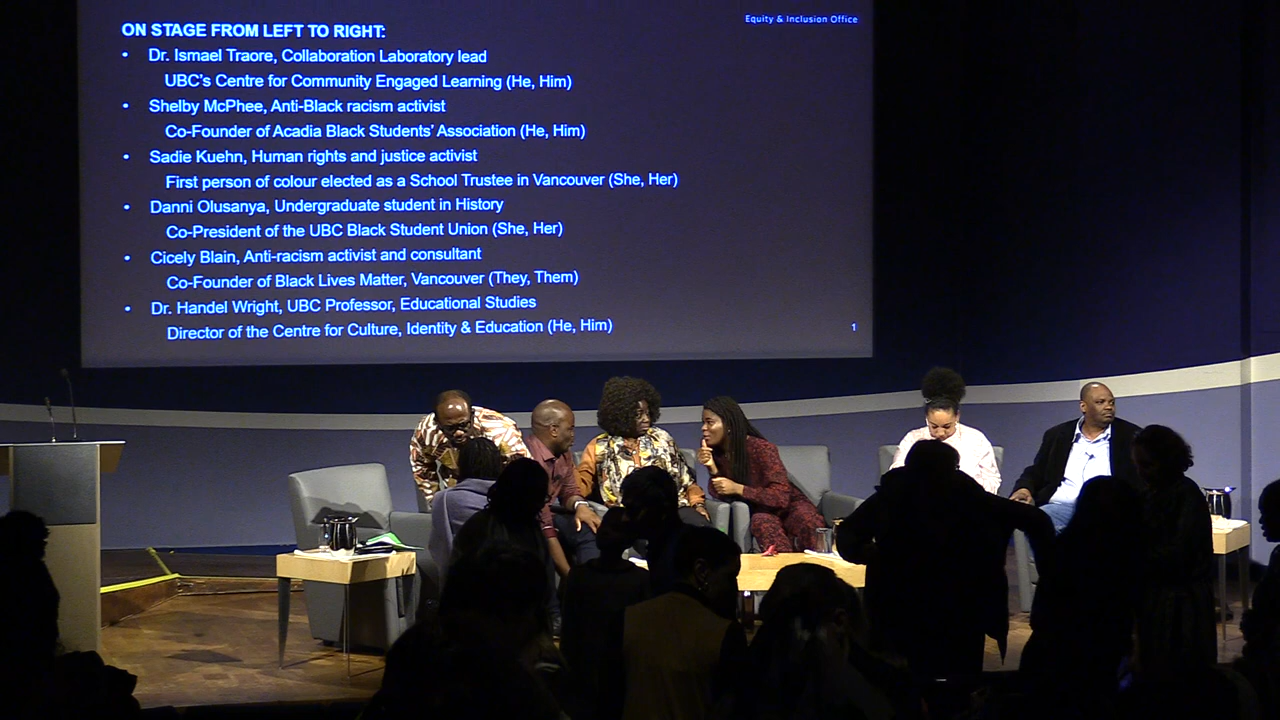 Equity & Inclusion Office
ON STAGE FROM LEFT TO RIGHT:
• Dr. Ismael Traore, Collaboration Laboratory lead
UBC's Centre for Community Engaged Learning (He, Him)
• Shelby McPhee, Anti-Black racism activist
Co-Founder of Acadia Black Students' Association (He, Him)
• Sadie Kuehn, Human rights and justice activist
First person of colour elected as a School Trustee in Vancouver (She, Her)
• Danni Olusanya, Undergraduate student in History
Co-President of the UBC Black Student Union (She, Her)
• Cicely Blain, Anti-racism activist and consultant
Co-Founder of Black Lives Matter, Vancouver (They, Them)
• Dr. Handel Wright, UBC Professor, Educational Studies
Director of the Centre for Culture, Identity & Education (He, Him)
1